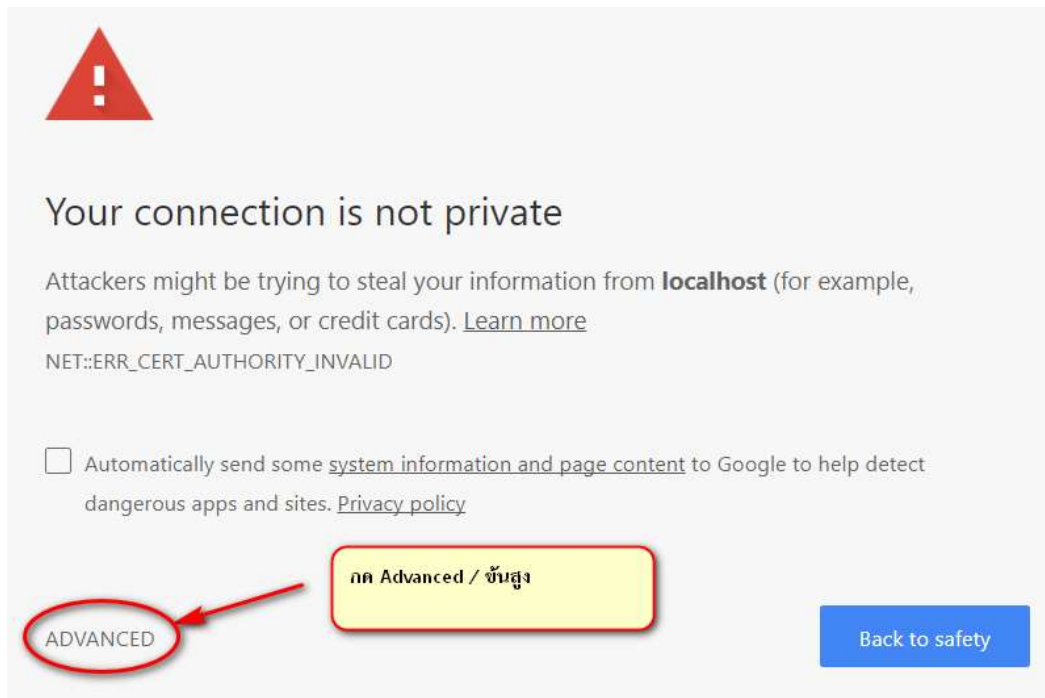 Your connection is not private
Attackers might be trying to steal your information from localhost (for example,
passwords, messages, or credit cards). Learn more
NET::ERR_CERT_AUTHORITY_INVALID
Automatically send some system information and page content to Google to help detect
dangerous apps and sites. Privacy policy
กด Advanced / ขั้นสูง
ADVANCED
Back to safety